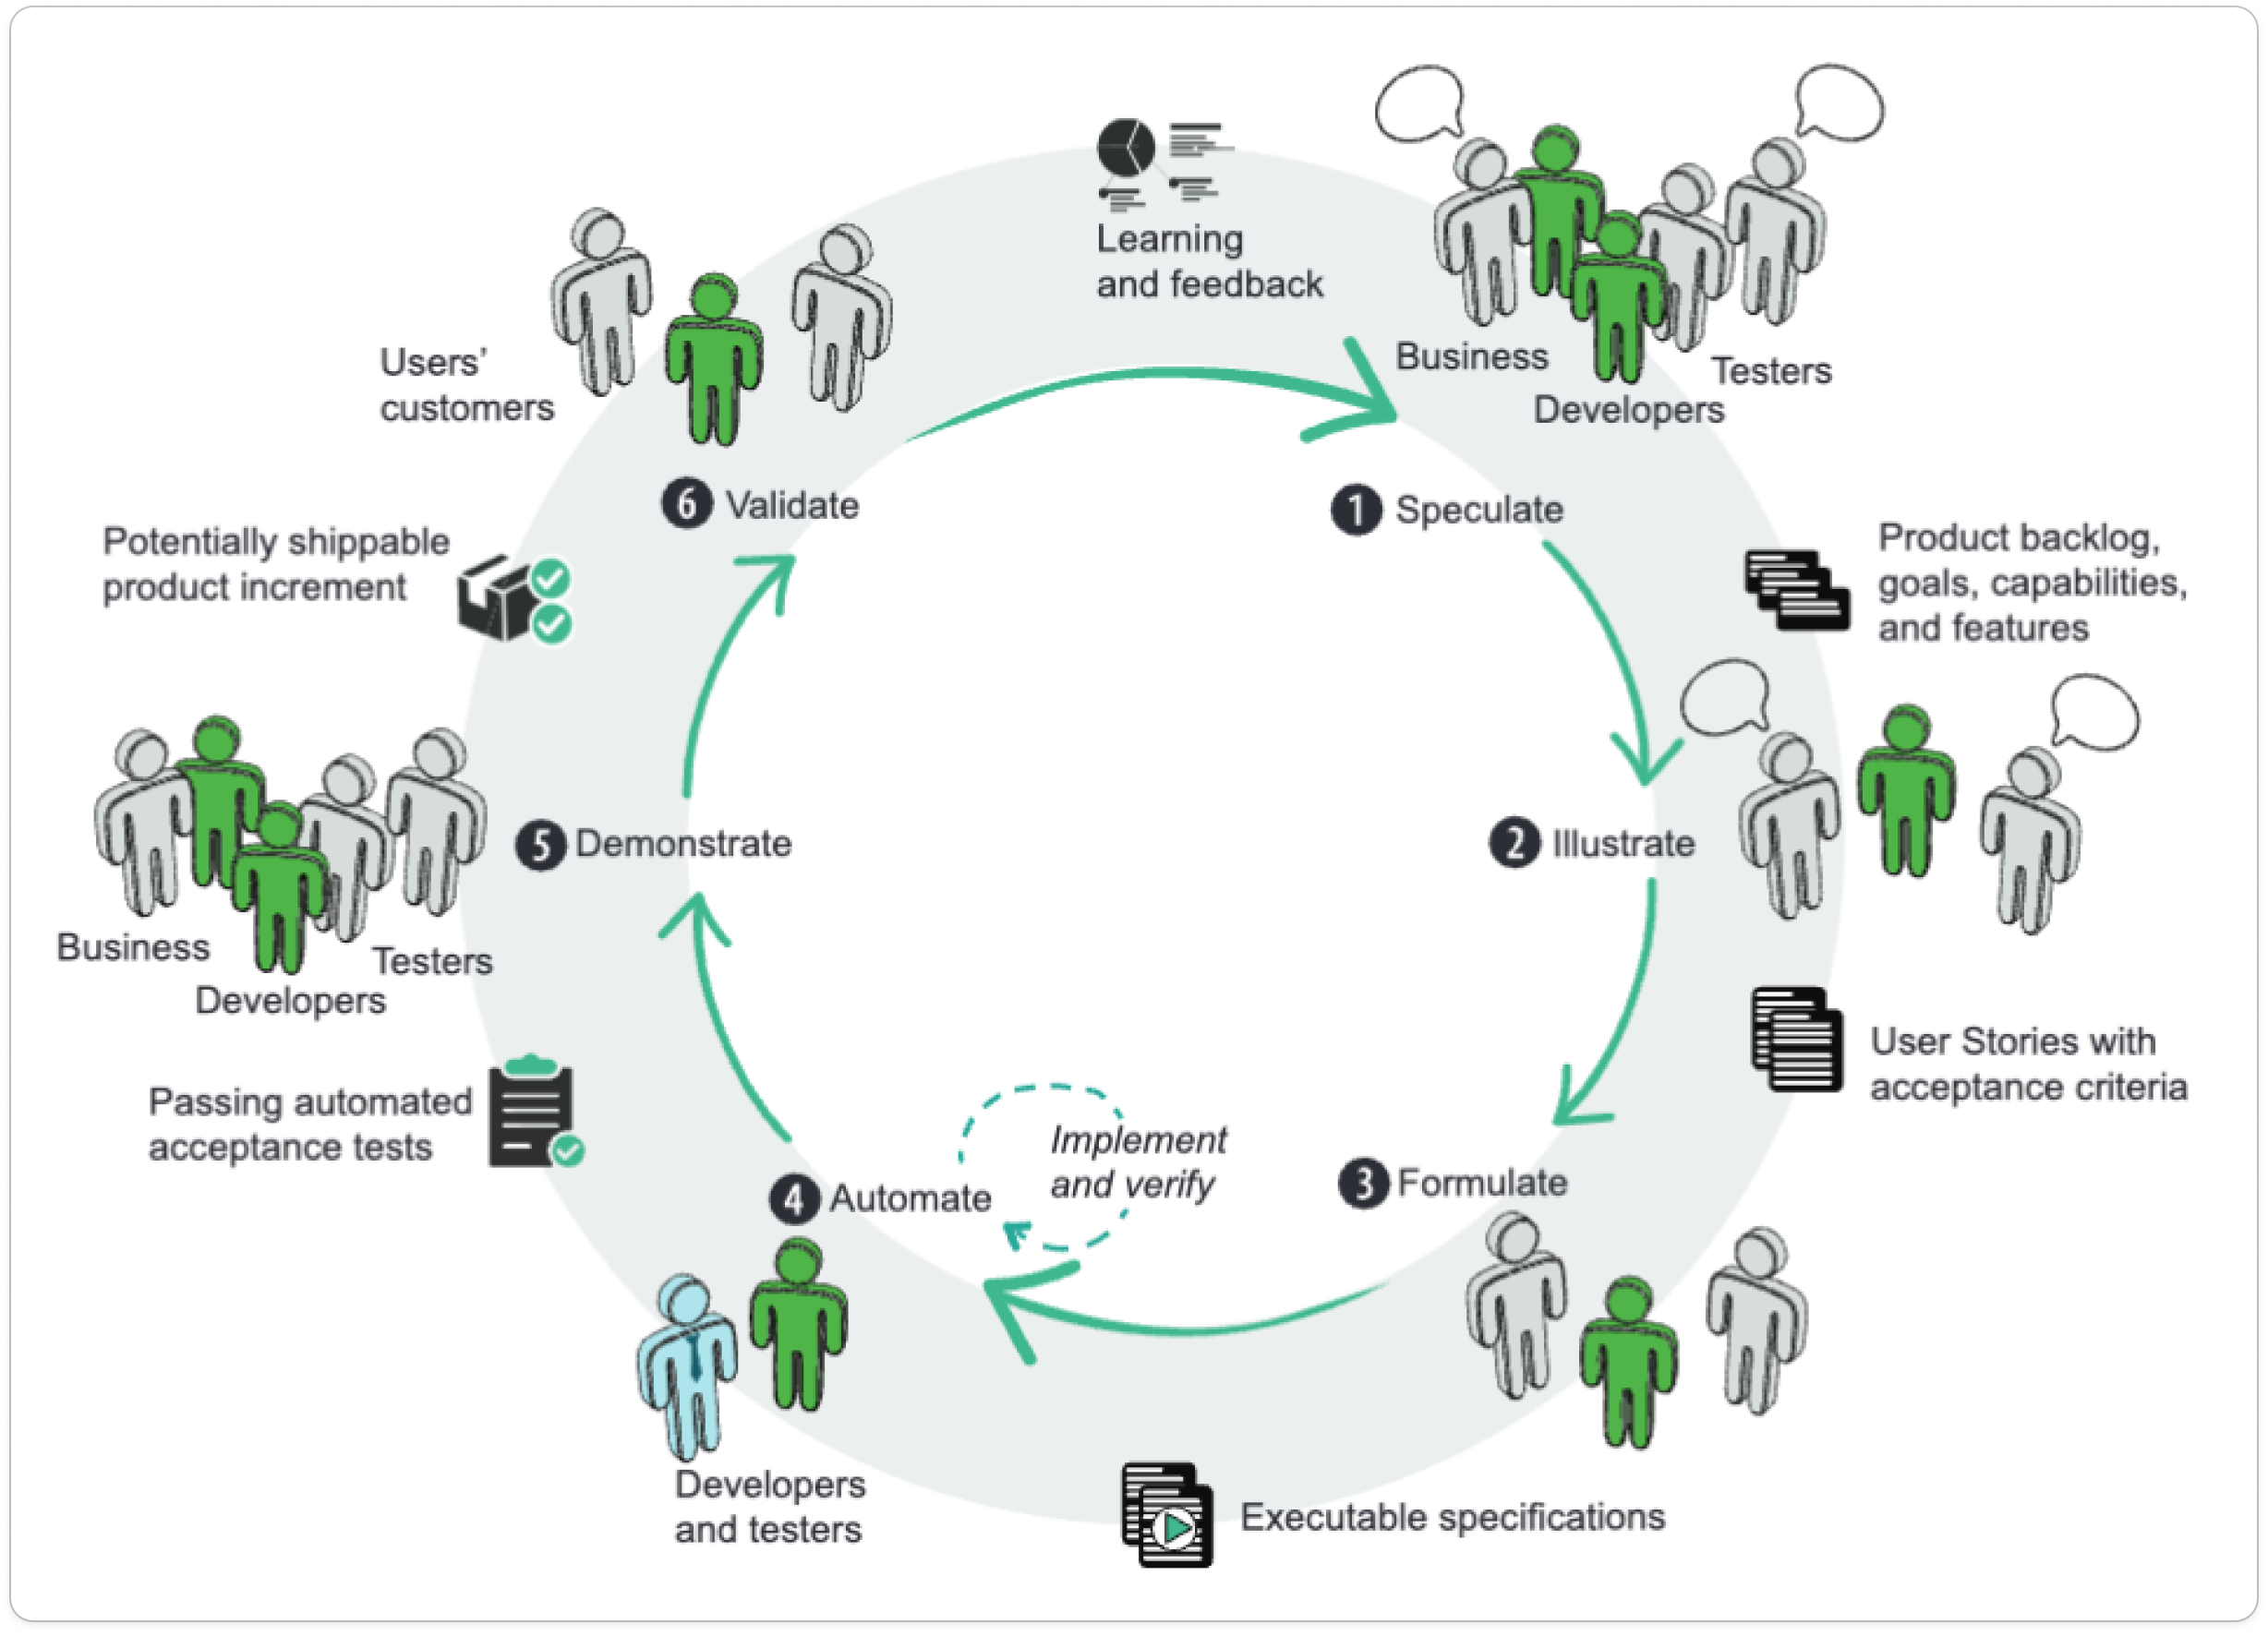 Learning
and feedback
Business
Testers
Developers
1 Speculate
Product backlog,
goals, capabilities,
and features
2 Illustrate
User Stories with
acceptance criteria
3 Formulate
Executable specifications
Implement
and verify
4 Automate
Developers
and testers
Passing automated
acceptance tests
5 Demonstrate
Business
Testers
Developers
Potentially shippable
product increment
6 Validate
Users’
customers